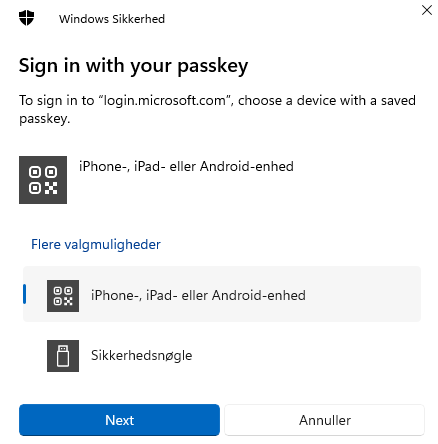 Windows Sikkerhed
Sign in with your passkey
To sign in to “login.microsoft.com”, choose a device with a saved
passkey.
iPhone-, iPad- eller Android-enhed
Flere valgmuligheder
iPhone-, iPad- eller Android-enhed
Sikkerhedsnøgle
Next
Annuller